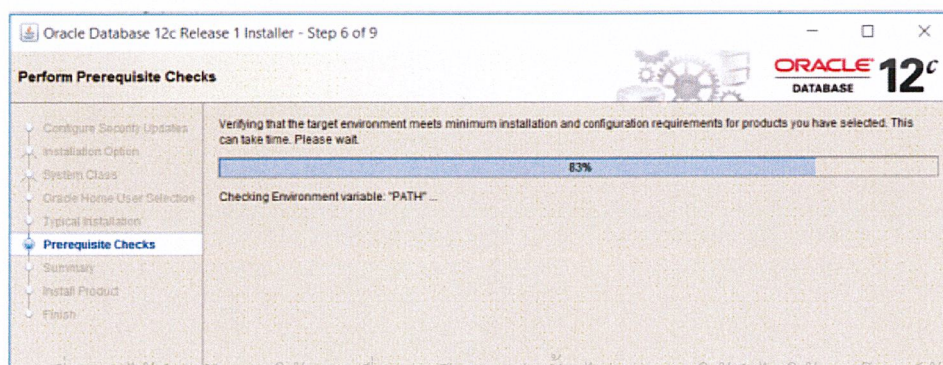 Oracle Database 12c Release 1 Installer - Step 6 of 9
Perform Prerequisite Checks
ORACLE
DATABASE
12c
Configure Security Updates
Installation Option
System Class
Oracle Home User Selection
Typical Installation
Prerequisite Checks
Summary
Install Product
Finish
Verifying that the target environment meets minimum installation and configuration requirements for products you have selected. This
can take time. Please wait.
83%
Checking Environment variable: "PATH" ...